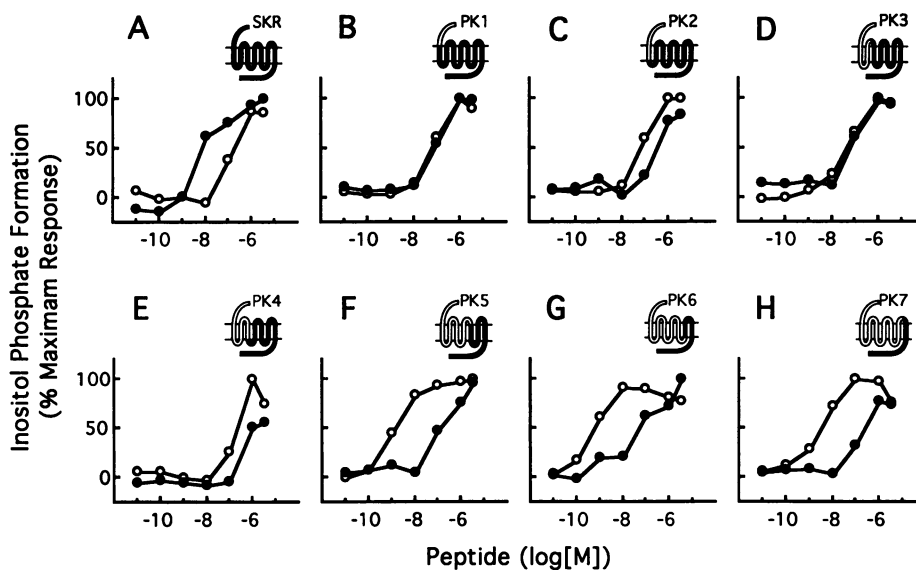 A SKR
B PK1
C PK2
D PK3
100
50
0
-10 -8 -6
-10 -8 -6
-10 -8 -6
-10 -8 -6
E PK4
F PK5
G PK6
H PK7
100
50
0
-10 -8 -6
-10 -8 -6
-10 -8 -6
-10 -8 -6
Inositol Phosphate Formation
(% Maximam Response)
Peptide (log[M])